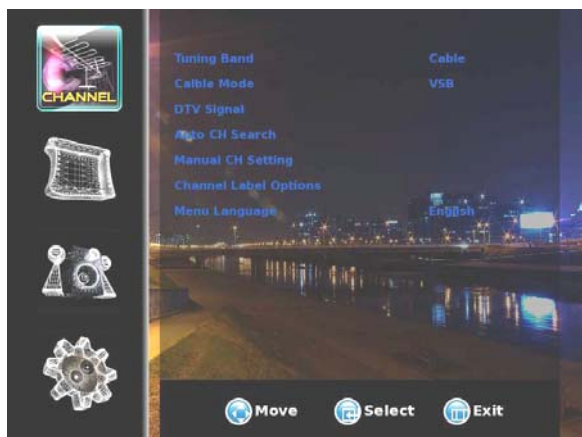 CHANNEL
Tuning Band Cable
Calble Mode VSB
DTV Signal
Auto CH Search
Manual CH Setting
Channel Label Options
Menu Language English
Move Select Exit